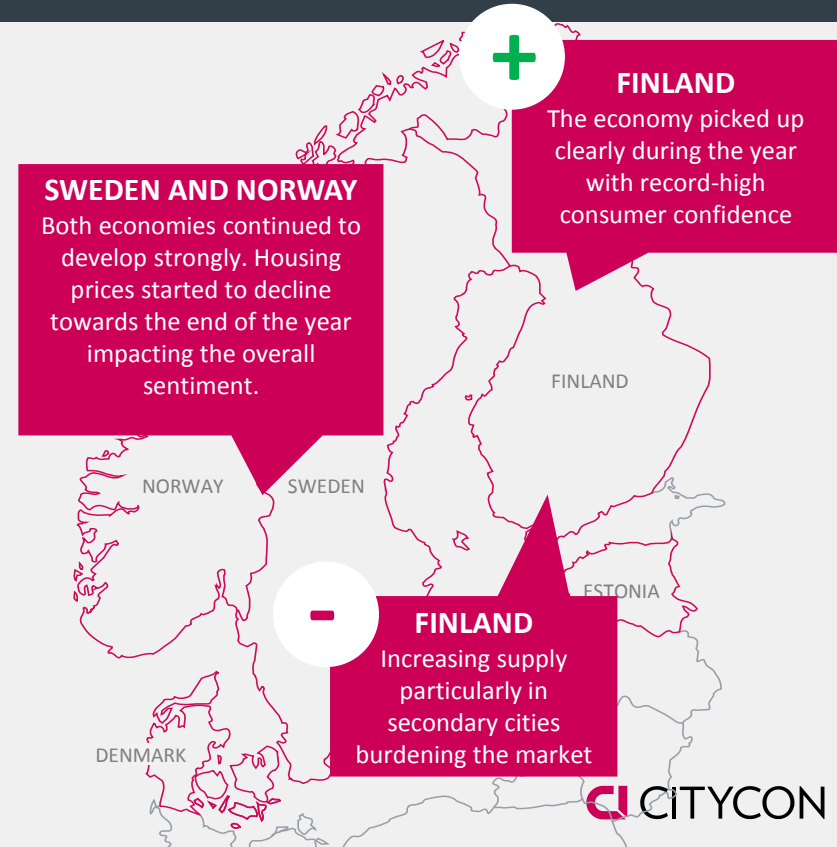 +
FINLAND
The economy picked up
clearly during the year
with record-high
consumer confidence
SWEDEN AND NORWAY
Both economies continued to
develop strongly. Housing
prices started to decline
towards the end of the year
impacting the overall
sentiment.
FINLAND
NORWAY
SWEDEN
ESTONIA
-
FINLAND
Increasing supply
particularly in
secondary cities
burdening the market
DENMARK
CITYCON